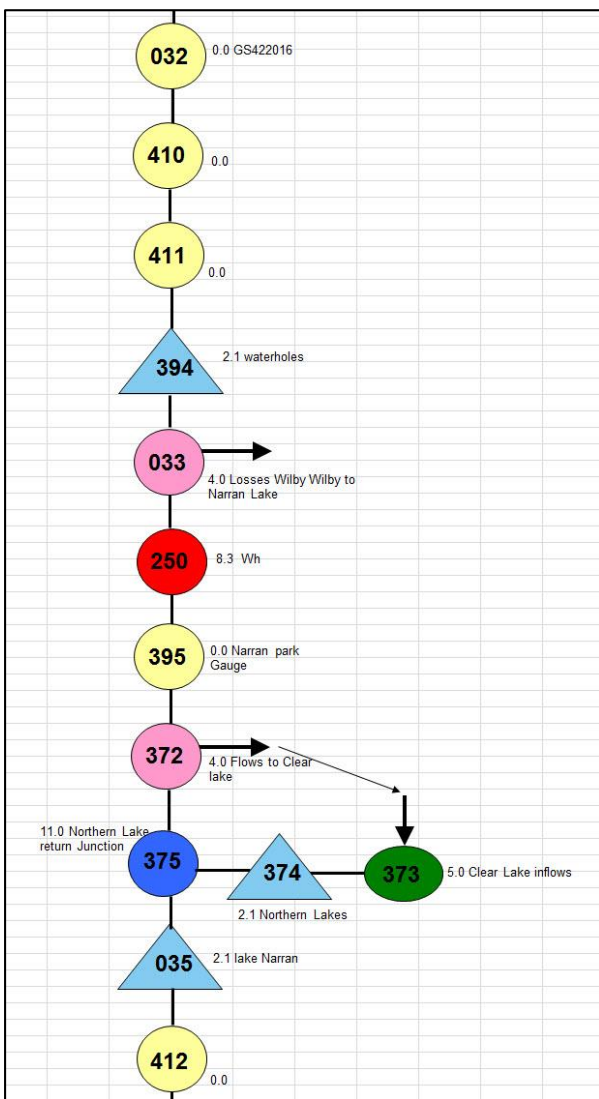 032
0.0 GS422016
410
0.0
411
0.0
394
2.1 waterholes
033
4.0 Losses Wilby Wilby to
Narran Lake
250
8.3 Wh
395
0.0 Narran park
Gauge
372
4.0 Flows to Clear
lake
11.0 Northern Lake
return Junction
375
374
2.1 Northern Lakes
373
5.0 Clear Lake inflows
035
2.1 lake Narran
412
0.0